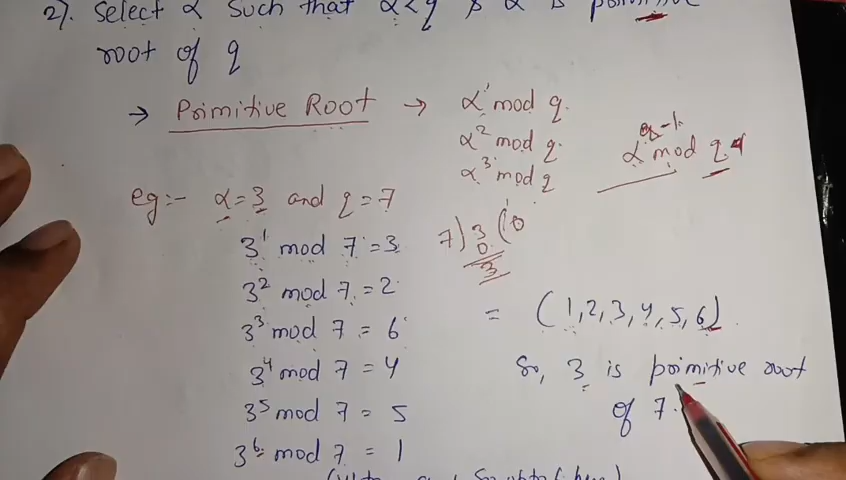 2). Select α Such that α < q & α is primitive
root of q
→ Primitive Root → α¹ mod q.
α² mod q.
α³ mod q
α^q-1 mod q
eg:- α = 3 and q = 7
7) 3 (0
0
3
3¹ mod 7 = 3
3² mod 7 = 2
3³ mod 7 = 6
3⁴ mod 7 = 4
3⁵ mod 7 = 5
3⁶ mod 7 = 1
= (1, 2, 3, 4, 5, 6)
So, 3 is primitive root
of 7.